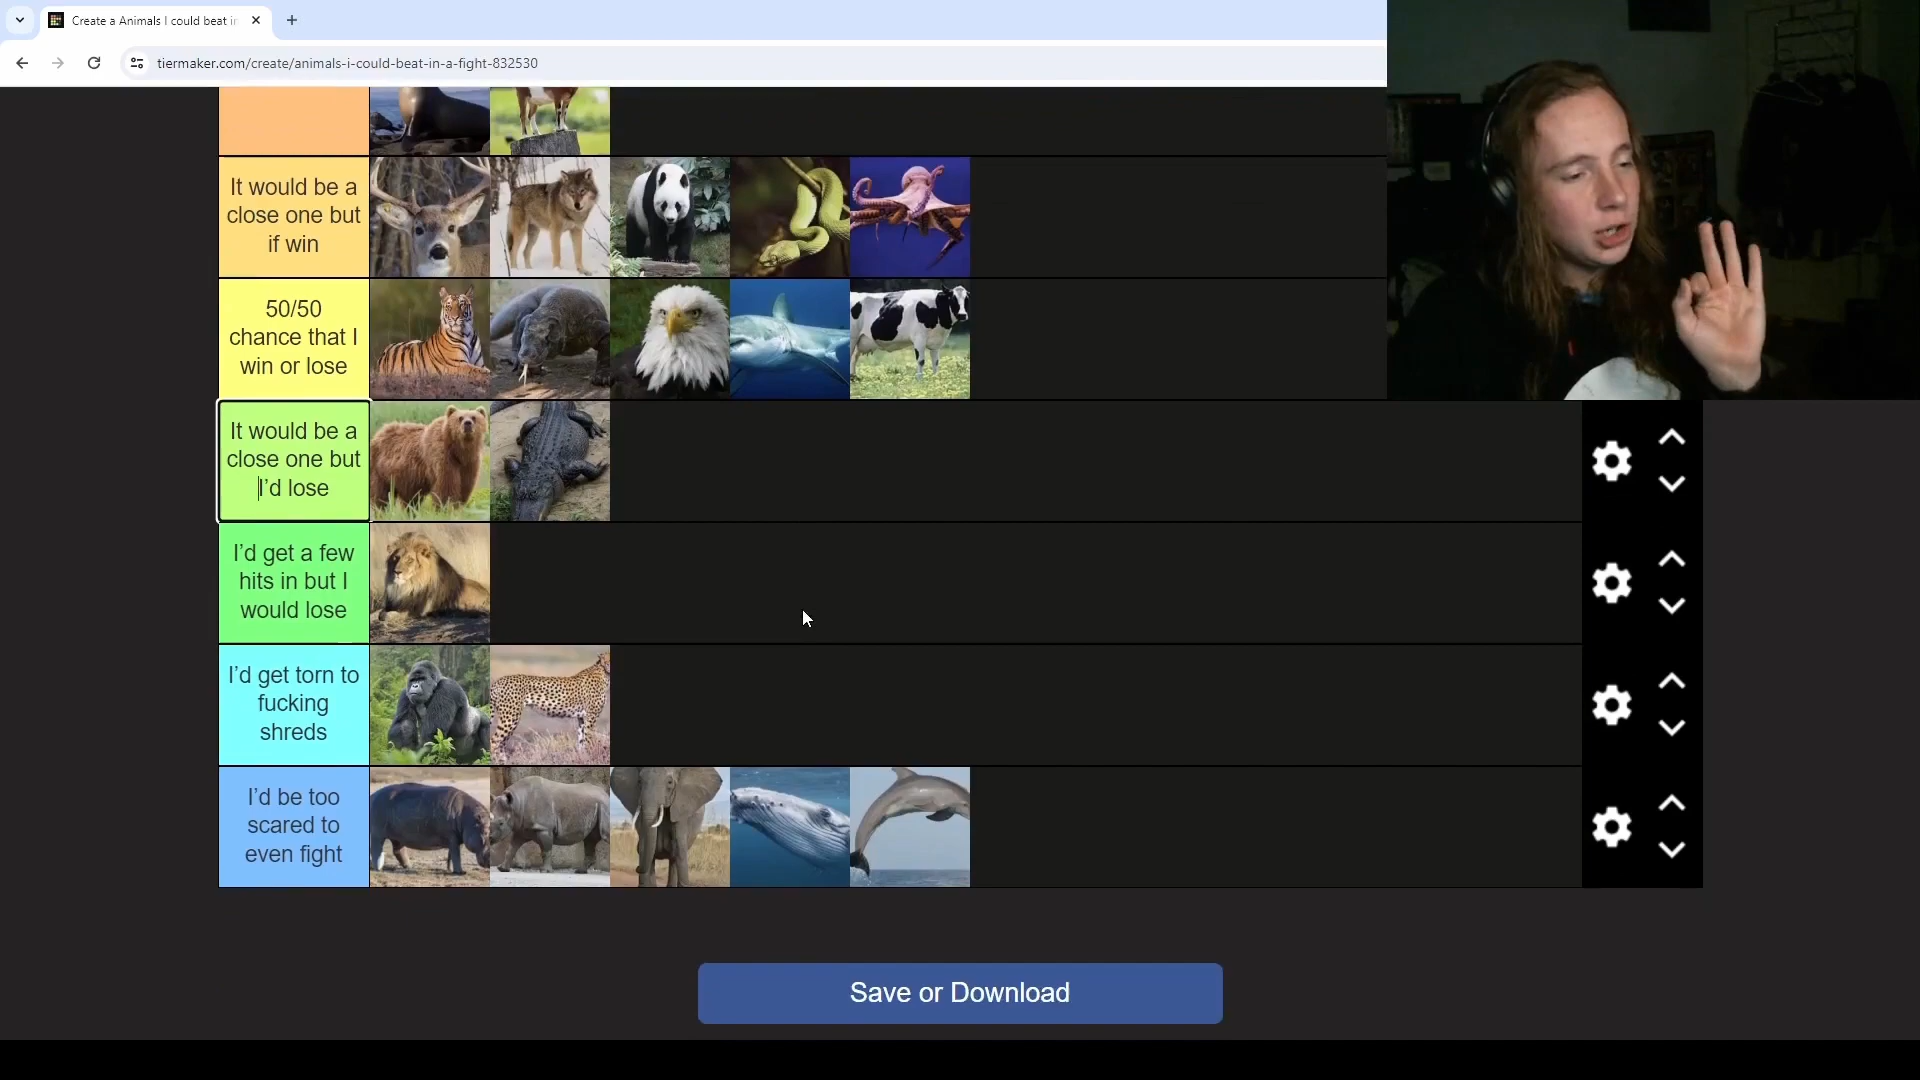 Create a Animals I could beat in
tiermaker.com/create/animals-i-could-beat-in-a-fight-832530
It would be a
close one but
if win
50/50
chance that I
win or lose
It would be a
close one but
I'd lose
I'd get a few
hits in but I
would lose
I'd get torn to
fucking
shreds
I'd be too
scared to
even fight
Save or Download